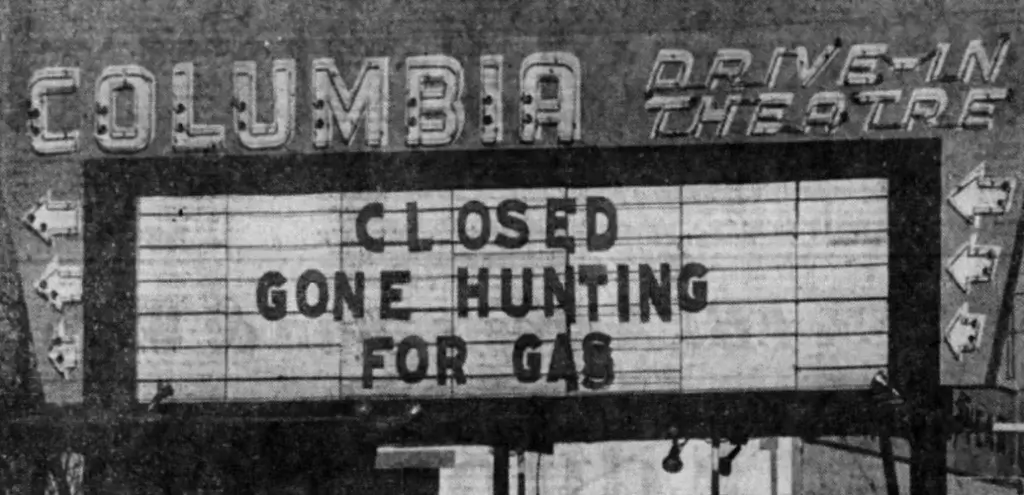 COLUMBIA DRIVE-IN
THEATRE
CLOSED
GONE HUNTING
FOR GAS